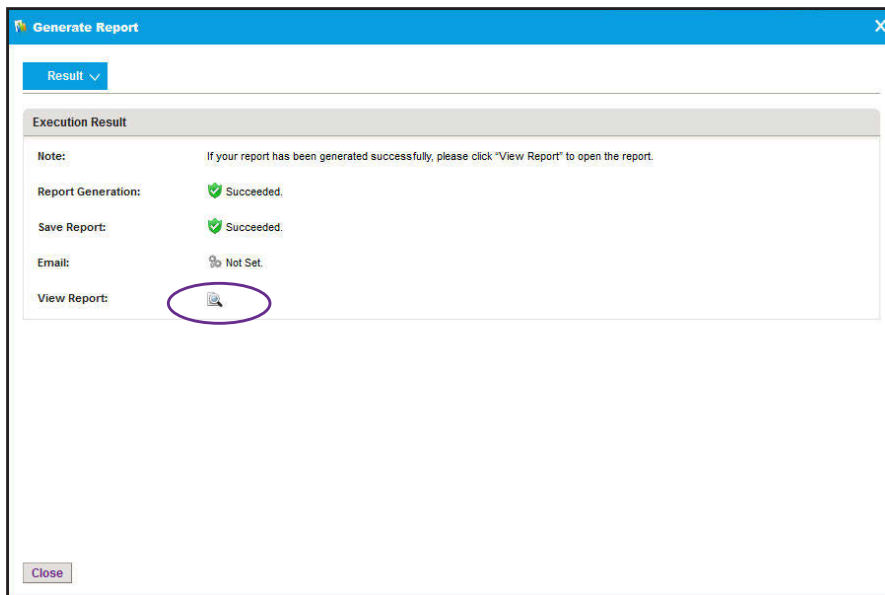 Generate Report
X
Result
Execution Result
Note: If your report has been generated successfully, please click “View Report” to open the report.
Report Generation: Succeeded.
Save Report: Succeeded.
Email: Not Set.
View Report:
Close